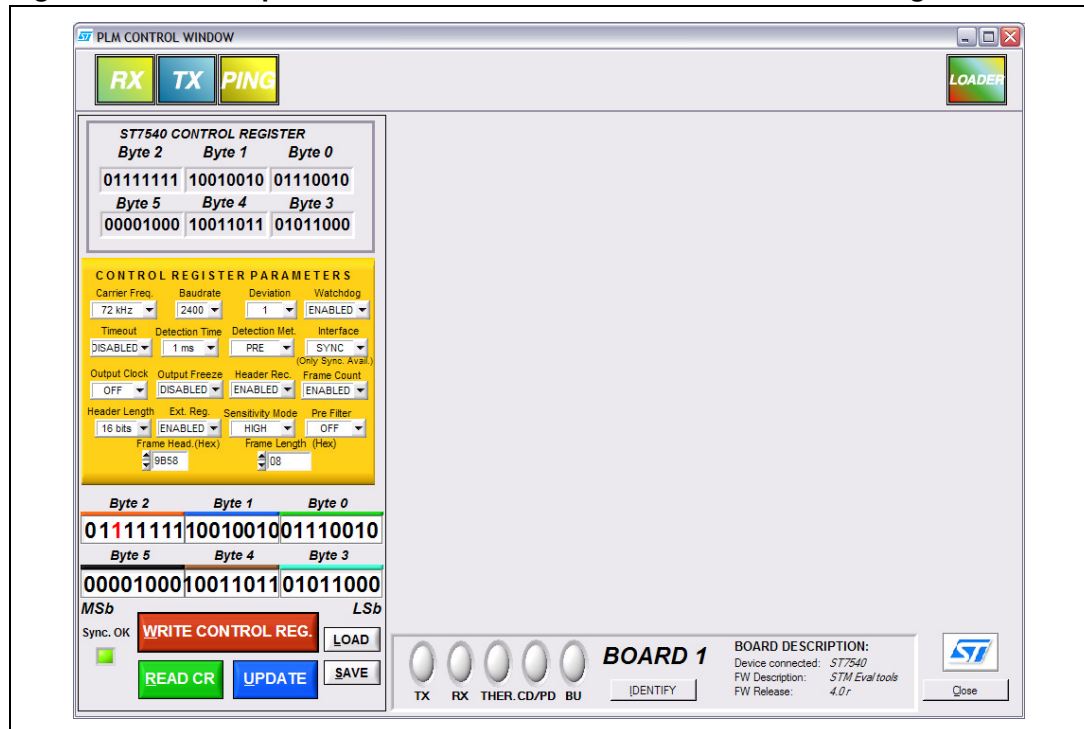 PLM CONTROL WINDOW
RX TX PING LOADER
ST7540 CONTROL REGISTER
Byte 2 Byte 1 Byte 0
01111111 10010010 01110010
Byte 5 Byte 4 Byte 3
00001000 10011011 01011000
CONTROL REGISTER PARAMETERS
Carrier Freq. Baudrate Deviation Watchdog
72 kHz 2400 1 ENABLED
Timeout Detection Time Detection Met. Interface
DISABLED 1 ms PRE SYNC
(Only Sync. Avail.)
Output Clock Output Freeze Header Rec. Frame Count
OFF DISABLED ENABLED ENABLED
Header Length Ext. Reg. Sensitivity Mode Pre Filter
16 bits ENABLED HIGH OFF
Frame Head.(Hex) Frame Length (Hex)
9B58 08
Byte 2 Byte 1 Byte 0
01111111 10010010 01110010
Byte 5 Byte 4 Byte 3
00001000 10011011 01011000
MSb LSb
Sync. OK WRITE CONTROL REG. LOAD
READ CR UPDATE SAVE
TX RX THER. CD/PD BU
BOARD 1
IDENTIFY
BOARD DESCRIPTION:
Device connected: ST7540
FW Description: STM Eval tools
FW Release: 4.0 r
ST
Close